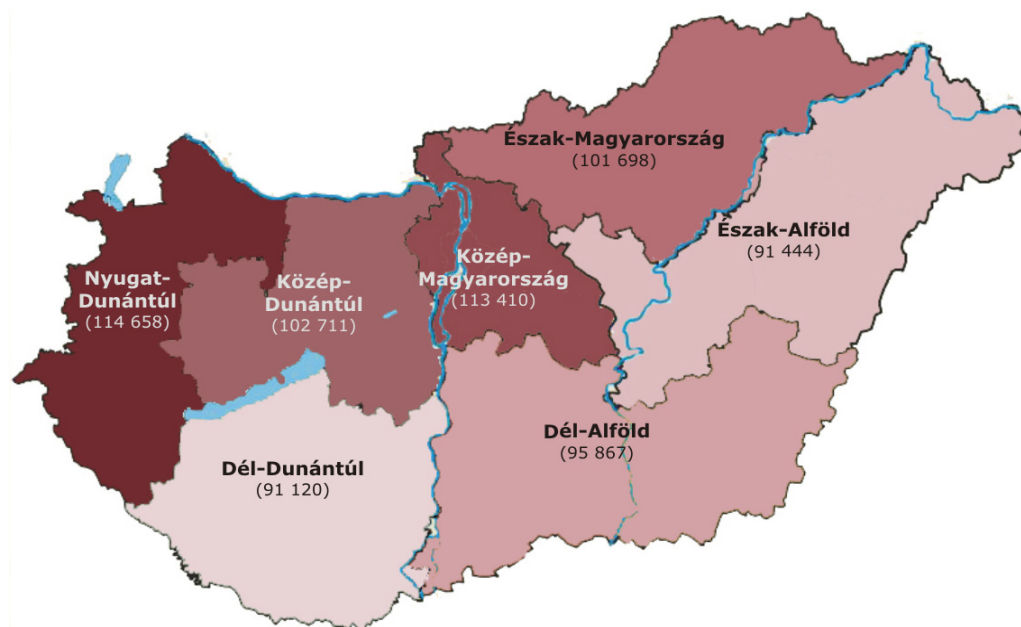 Észak-Magyarország
(101 698)
Észak-Alföld
(91 444)
Nyugat-
Dunántúl
(114 658)
Közép-
Dunántúl
(102 711)
Közép-
Magyarország
(113 410)
Dél-Alföld
(95 867)
Dél-Dunántúl
(91 120)